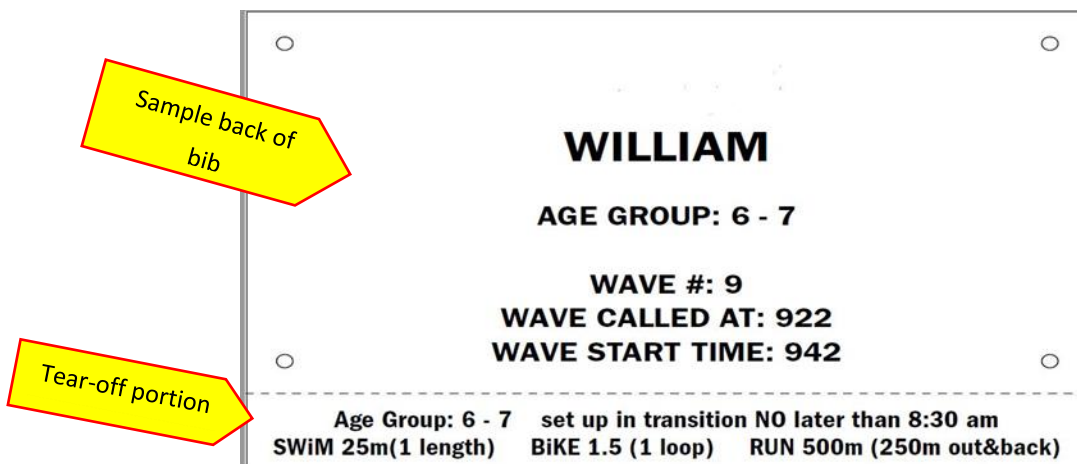 Sample back of
bib
WILLIAM
AGE GROUP: 6 - 7
WAVE #: 9
WAVE CALLED AT: 922
WAVE START TIME: 942
Tear-off portion
Age Group: 6 - 7 set up in transition NO later than 8:30 am
SWiM 25m(1 length) BiKE 1.5 (1 loop) RUN 500m (250m out&back)